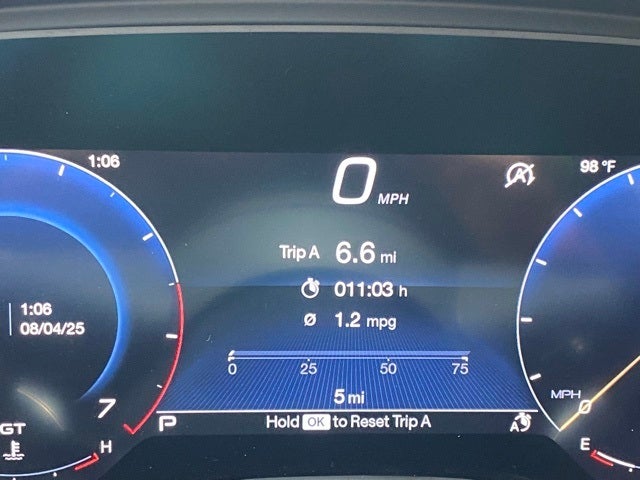 1:06
98 °F
0 MPH
Trip A 6.6 mi
011:03 h
ø 1.2 mpg
1:06
08/04/25
0 25 50 75
5 mi
7
MPH 0
P
Hold OK to Reset Trip A
A
GT
H
E